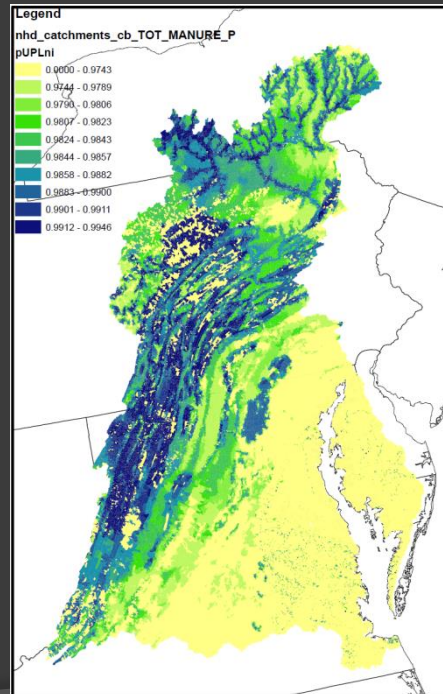 Legend
nhd_catchments_cb_TOT_MANURE_P
pUPLni
0.0000 - 0.9743
0.9744 - 0.9789
0.9790 - 0.9806
0.9807 - 0.9823
0.9824 - 0.9843
0.9844 - 0.9857
0.9858 - 0.9882
0.9883 - 0.9900
0.9901 - 0.9911
0.9912 - 0.9946